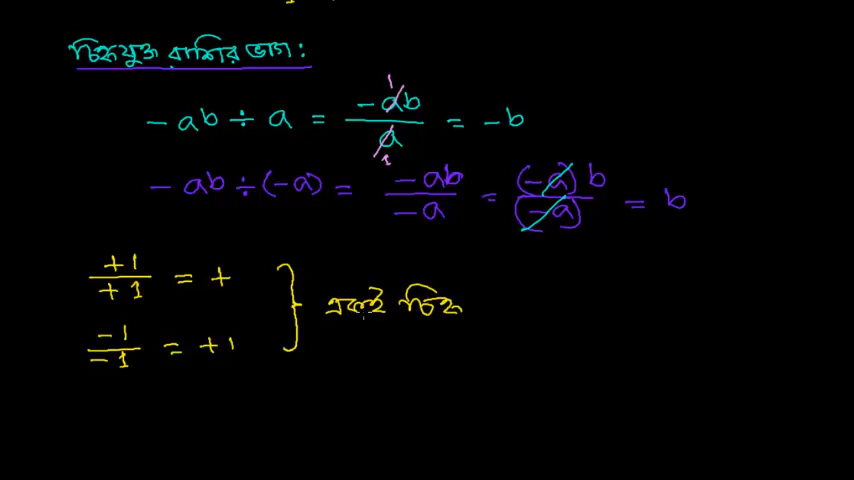 চিহ্নযুক্ত রাশির ভাগ :
- ab ÷ a = -ab / a = - b
- ab ÷ (-a) = -ab / -a = (-a) b / (-a) = b
+1 / +1 = +
-1 / -1 = +1
একই চিহ্ন